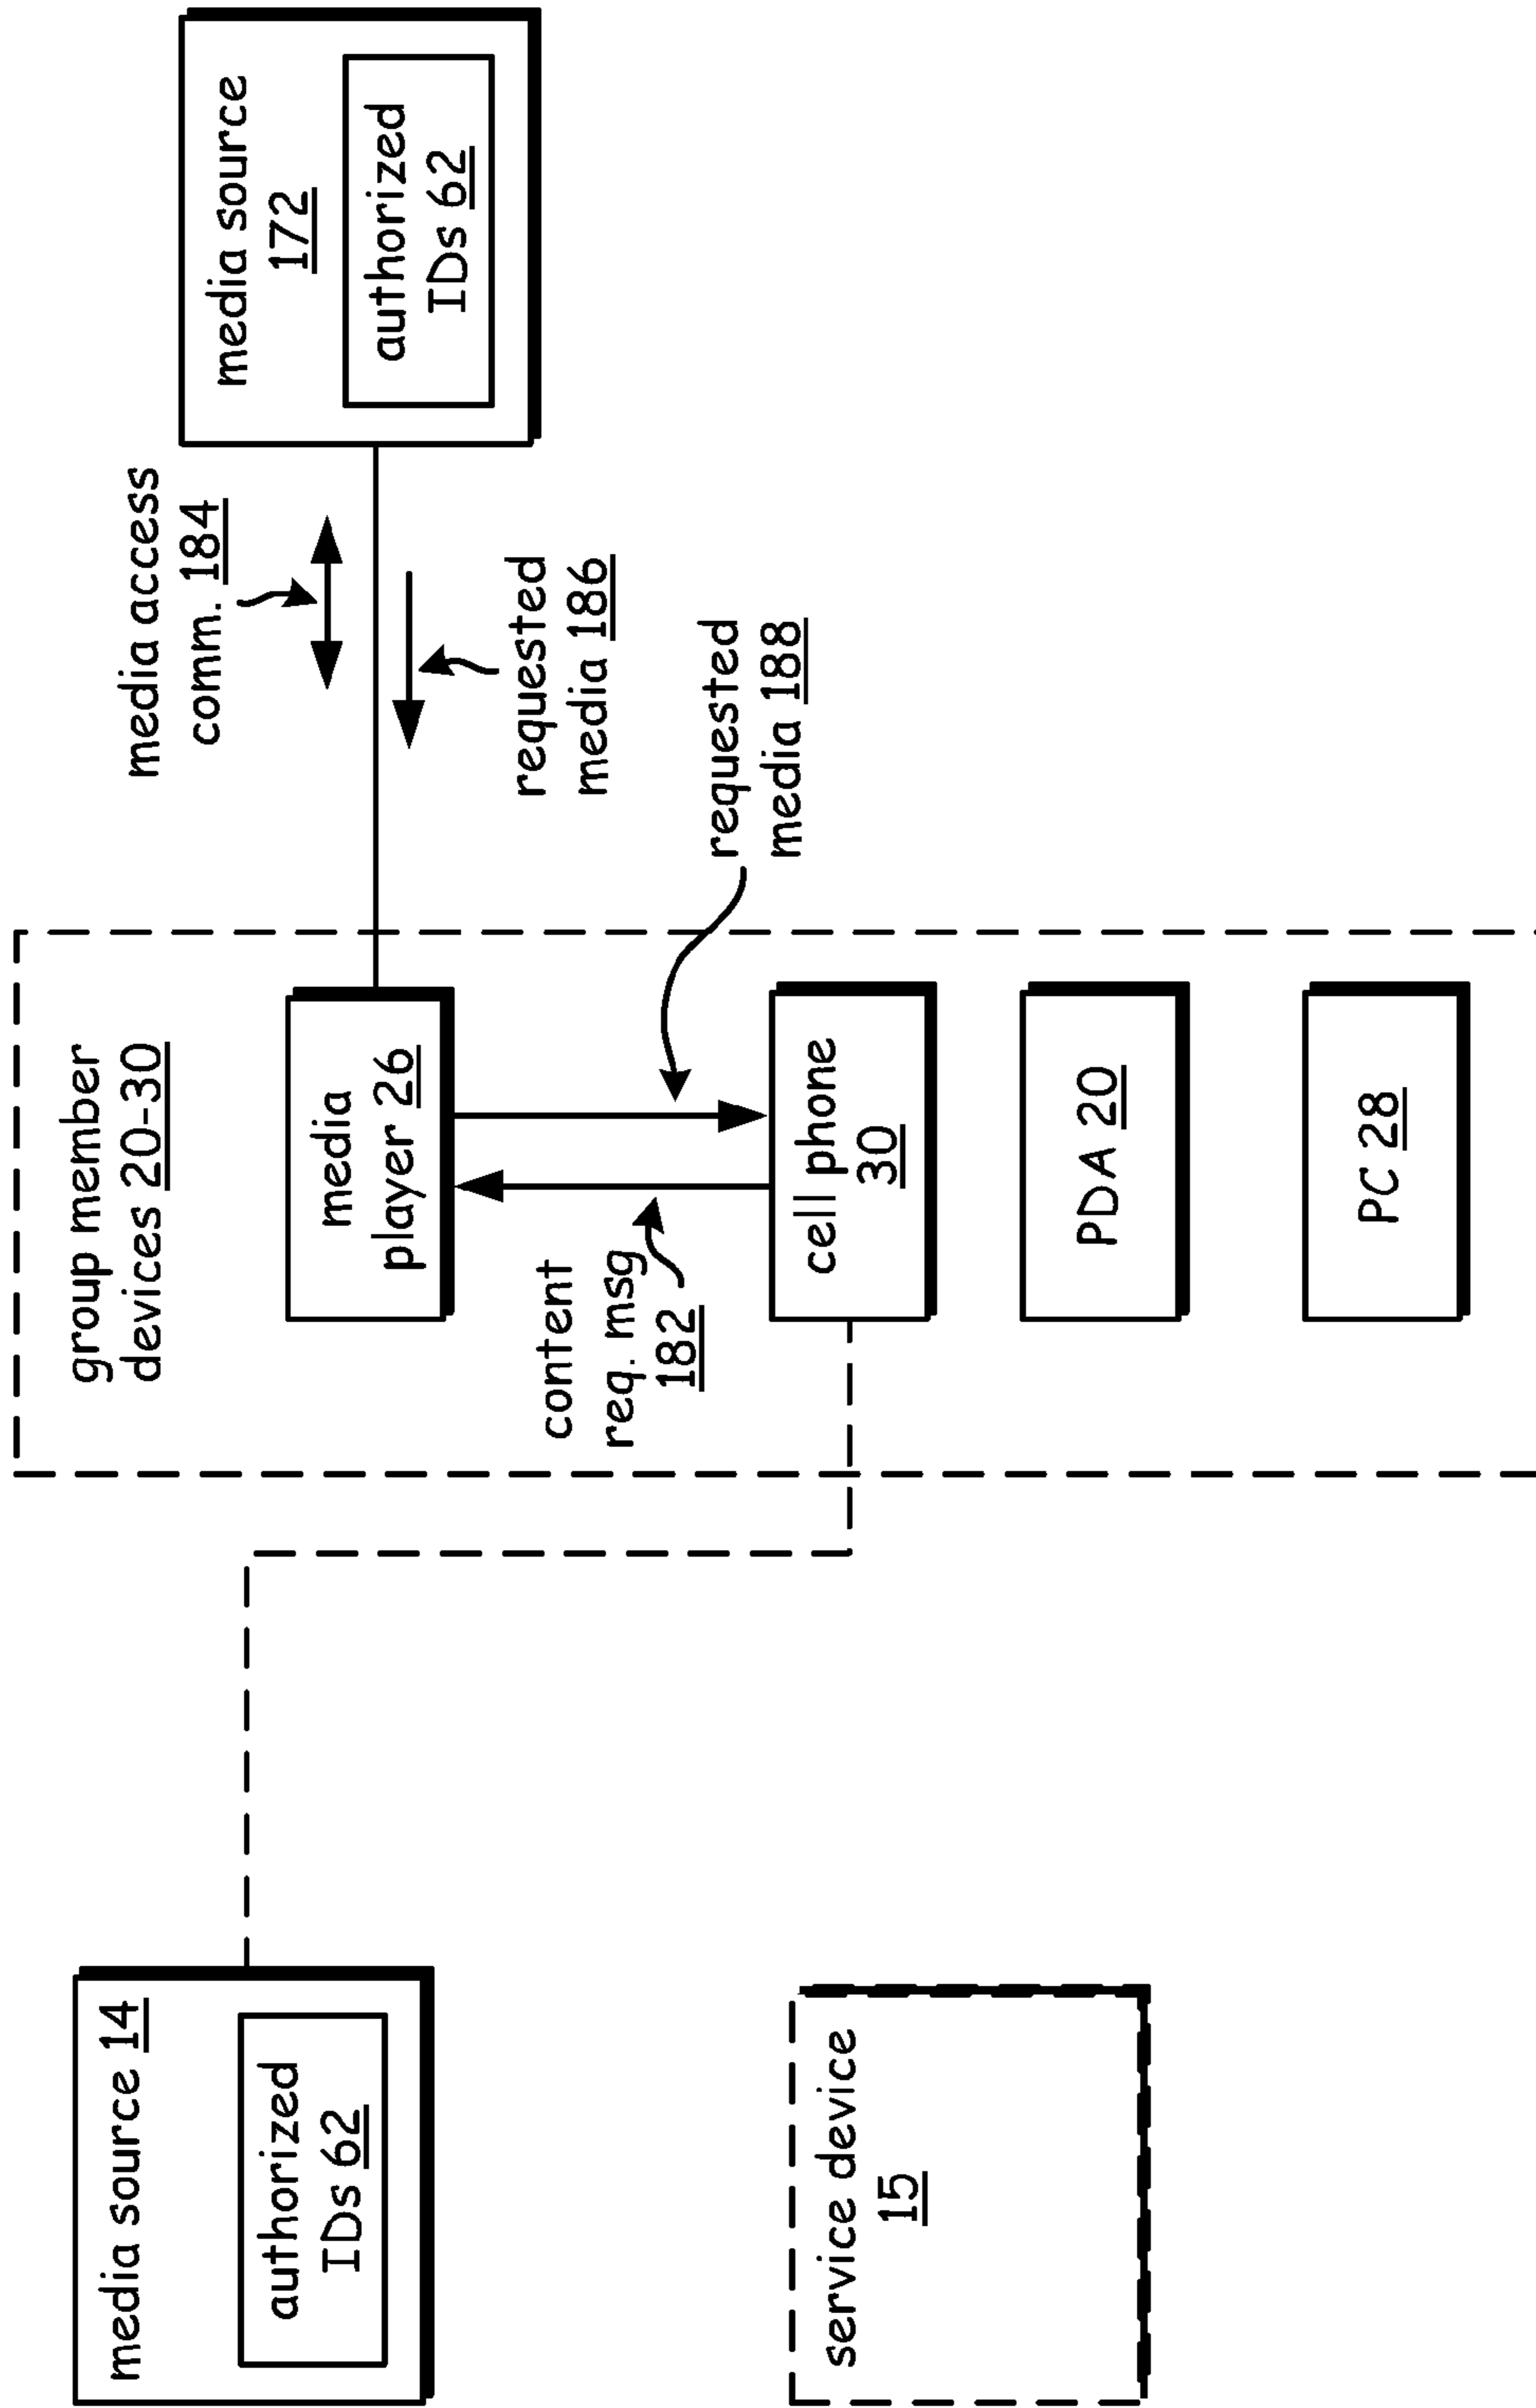 media source 14
authorized
IDs 62
service device
15
group member
devices 20-30
media
player 26
content
req. msg
182
cell phone
30
PDA 20
PC 28
media access
comm. 184
requested
media 186
requested
media 188
media source
172
authorized
IDs 62